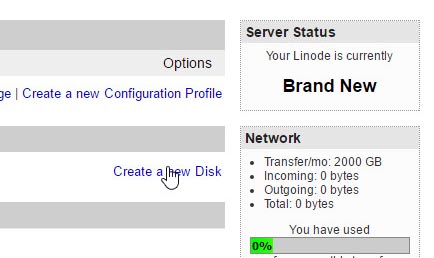 Options
ge | Create a new Configuration Profile
Create a new Disk
Server Status
Your Linode is currently
Brand New
Network
Transfer/mo: 2000 GB
Incoming: 0 bytes
Outgoing: 0 bytes
Total: 0 bytes
You have used
0%